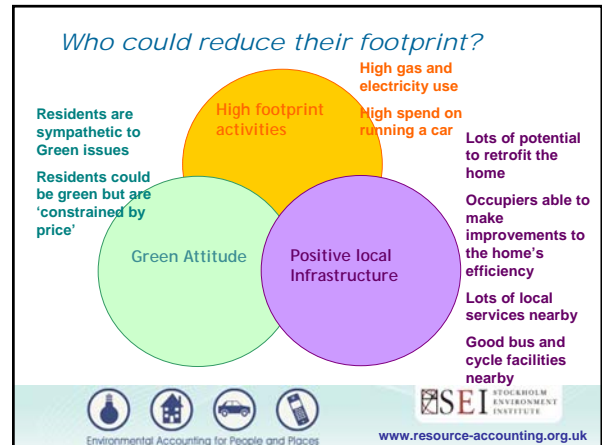 Who could reduce their footprint?
High gas and
electricity use
High spend on
running a car
High footprint
activities
Residents are
sympathetic to
Green issues
Residents could
be green but are
‘constrained by
price’
Green Attitude
Positive local
Infrastructure
Lots of potential
to retrofit the
home
Occupiers able to
make
improvements to
the home’s
efficiency
Lots of local
services nearby
Good bus and
cycle facilities
nearby
Environmental Accounting for People and Places
SEI STOCKHOLM
ENVIRONMENT
INSTITUTE
www.resource-accounting.org.uk